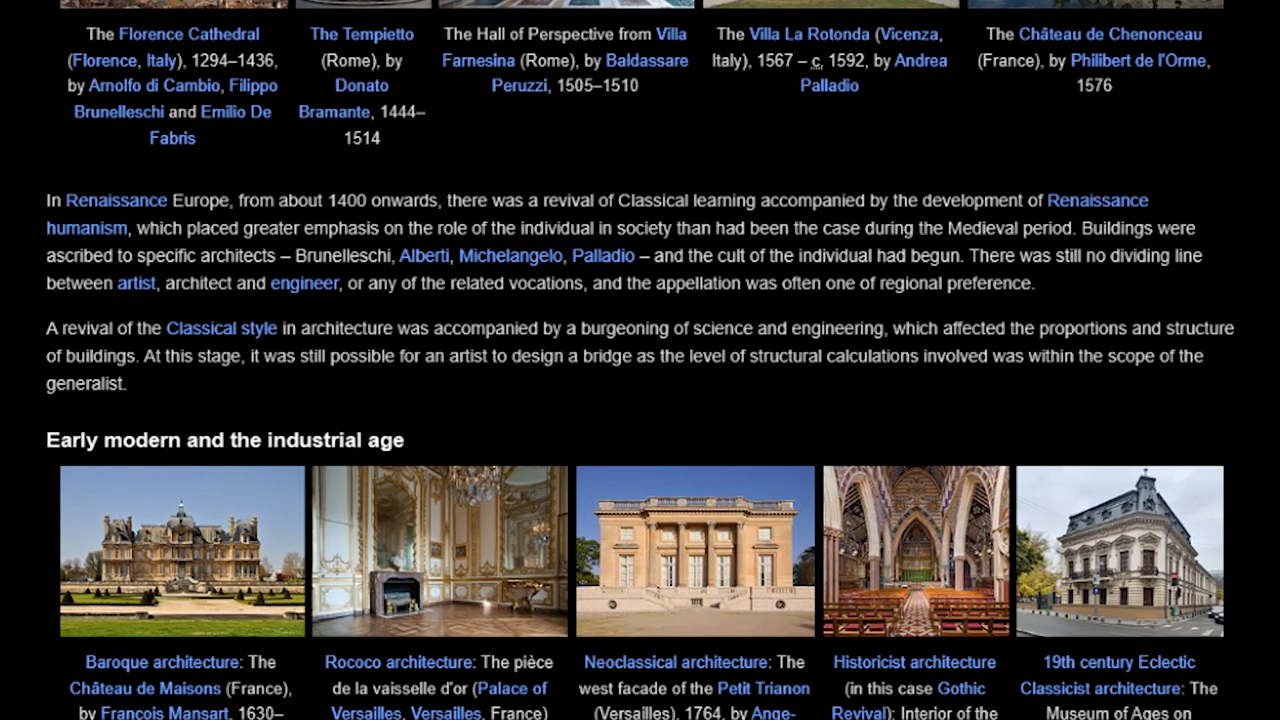 The Florence Cathedral
(Florence, Italy), 1294–1436,
by Arnolfo di Cambio, Filippo
Brunelleschi and Emilio De
Fabris
The Tempietto
(Rome), by
Donato
Bramante, 1444–
1514
The Hall of Perspective from Villa
Farnesina (Rome), by Baldassare
Peruzzi, 1505–1510
The Villa La Rotonda (Vicenza,
Italy), 1567 – c. 1592, by Andrea
Palladio
The Château de Chenonceau
(France), by Philibert de l'Orme,
1576
In Renaissance Europe, from about 1400 onwards, there was a revival of Classical learning accompanied by the development of Renaissance
humanism, which placed greater emphasis on the role of the individual in society than had been the case during the Medieval period. Buildings were
ascribed to specific architects – Brunelleschi, Alberti, Michelangelo, Palladio – and the cult of the individual had begun. There was still no dividing line
between artist, architect and engineer, or any of the related vocations, and the appellation was often one of regional preference.
A revival of the Classical style in architecture was accompanied by a burgeoning of science and engineering, which affected the proportions and structure
of buildings. At this stage, it was still possible for an artist to design a bridge as the level of structural calculations involved was within the scope of the
generalist.
Early modern and the industrial age
Baroque architecture: The
Château de Maisons (France),
by François Mansart, 1630–
Rococo architecture: The pièce
de la vaisselle d'or (Palace of
Versailles, Versailles, France)
Neoclassical architecture: The
west facade of the Petit Trianon
(Versailles), 1764, by Ange-
Historicist architecture
(in this case Gothic
Revival): Interior of the
19th century Eclectic
Classicist architecture: The
Museum of Ages on